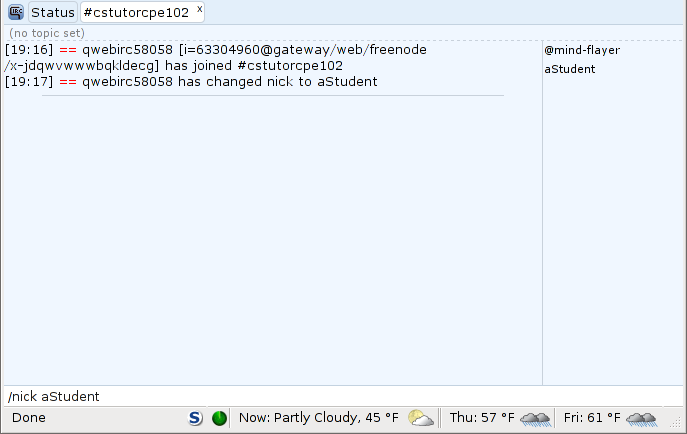 IRC Status #cstutorcpe102 x
(no topic set)
[19:16] == qwebirc58058 [i=63304960@gateway/web/freenode
/x-jdqwvwwwbqkldecg] has joined #cstutorcpe102
[19:17] == qwebirc58058 has changed nick to aStudent
@mind-flayer
aStudent
/nick aStudent
Done S Now: Partly Cloudy, 45 °F Thu: 57 °F Fri: 61 °F